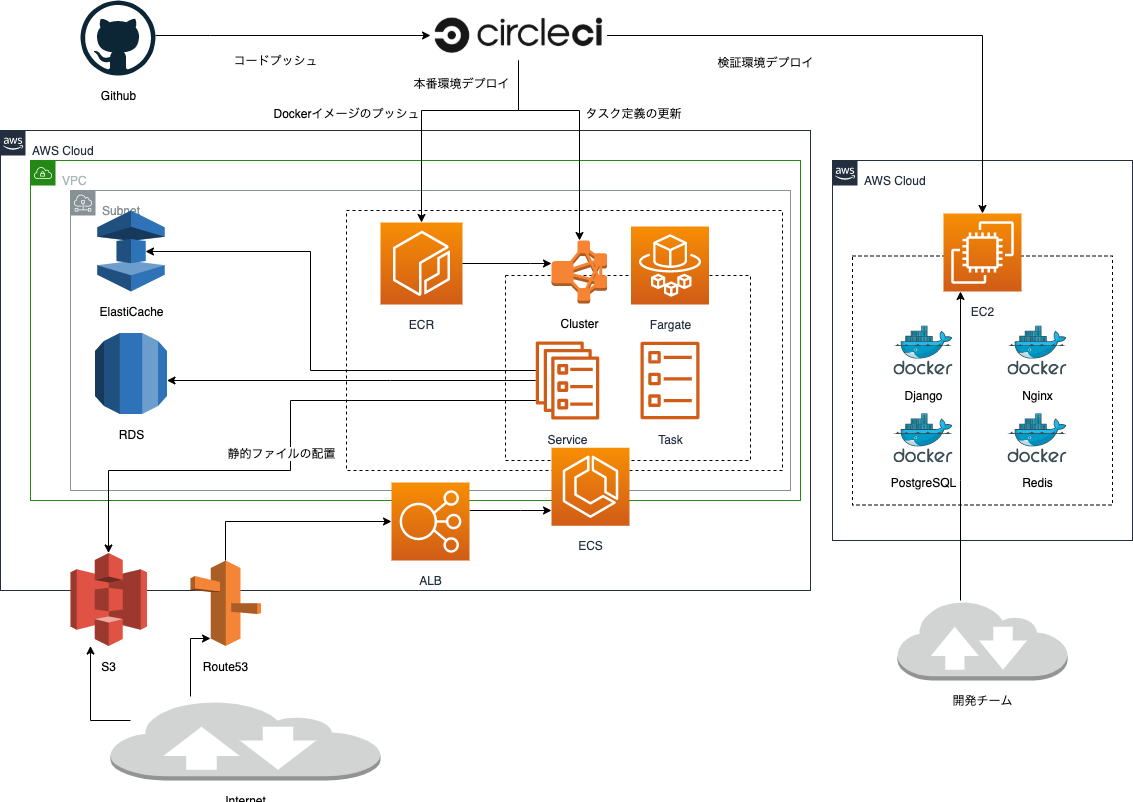 circleci
コードプッシュ
検証環境デプロイ
本番環境デプロイ
Github
Dockerイメージのプッシュ
タスク定義の更新
aws
AWS Cloud
VPC
Subnet
aws
AWS Cloud
ElastiCache
ECR
Cluster
Fargate
EC2
docker
docker
Django
Nginx
RDS
Service
Task
docker
docker
静的ファイルの配置
PostgreSQL
Redis
ECS
ALB
S3
Route53
開発チーム
Internet